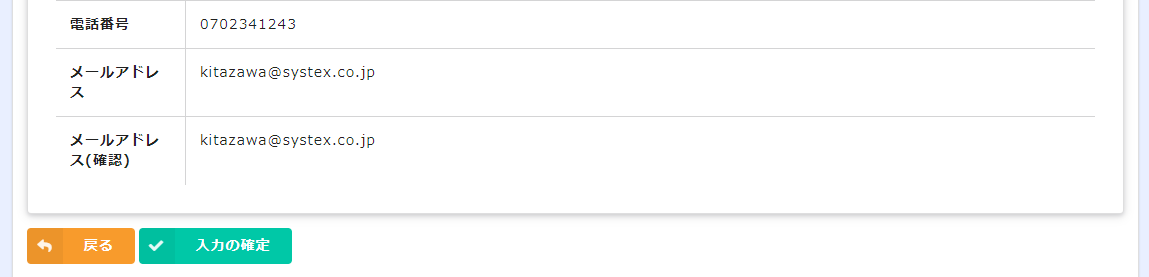 電話番号 0702341243
メールアドレ kitazawa@systex.co.jp
ス
メールアドレ kitazawa@systex.co.jp
ス(確認)
戻る 入力の確定